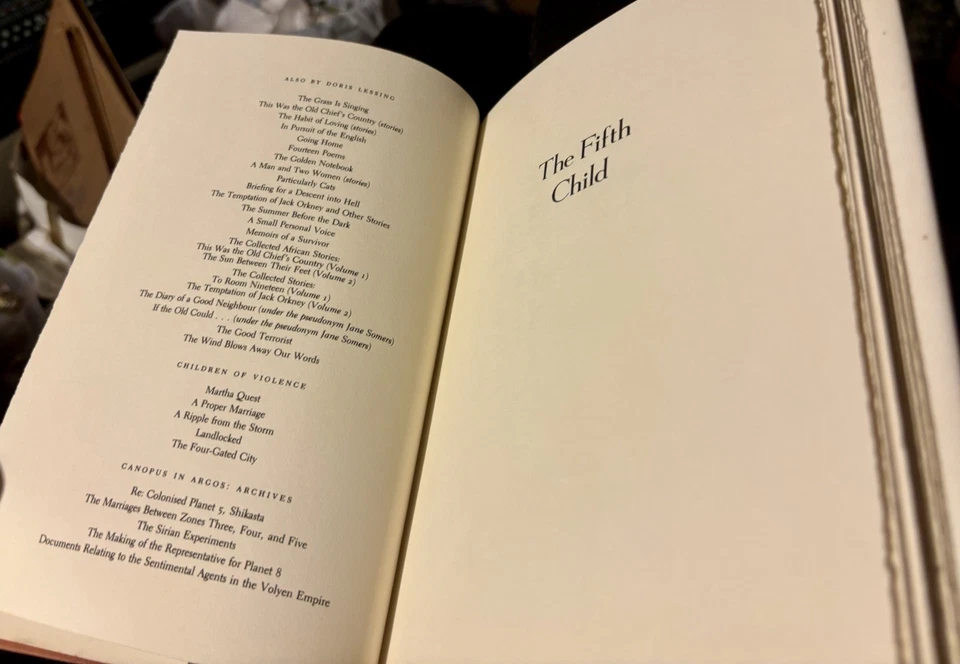 ALSO BY DORIS LESSING
The Grass Is Singing
This Was the Old Chief's Country (stories)
The Habit of Loving (stories)
In Pursuit of the English
Going Home
Fourteen Poems
The Golden Notebook
A Man and Two Women (stories)
Particularly Cats
Briefing for a Descent into Hell
The Temptation of Jack Orkney and Other Stories
The Summer Before the Dark
A Small Personal Voice
Memoirs of a Survivor
The Collected African Stories:
This Was the Old Chief's Country (Volume 1)
The Sun Between Their Feet (Volume 2)
The Collected Stories:
To Room Nineteen (Volume 1)
The Temptation of Jack Orkney (Volume 2)
The Diary of a Good Neighbour (under the pseudonym Jane Somers)
If the Old Could . . . (under the pseudonym Jane Somers)
The Good Terrorist
The Wind Blows Away Our Words
CHILDREN OF VIOLENCE
Martha Quest
A Proper Marriage
A Ripple from the Storm
Landlocked
The Four-Gated City
CANOPUS IN ARGOS: ARCHIVES
Re: Colonised Planet 5, Shikasta
The Marriages Between Zones Three, Four, and Five
The Sirian Experiments
The Making of the Representative for Planet 8
Documents Relating to the Sentimental Agents in the Volyen Empire
The Fifth
Child